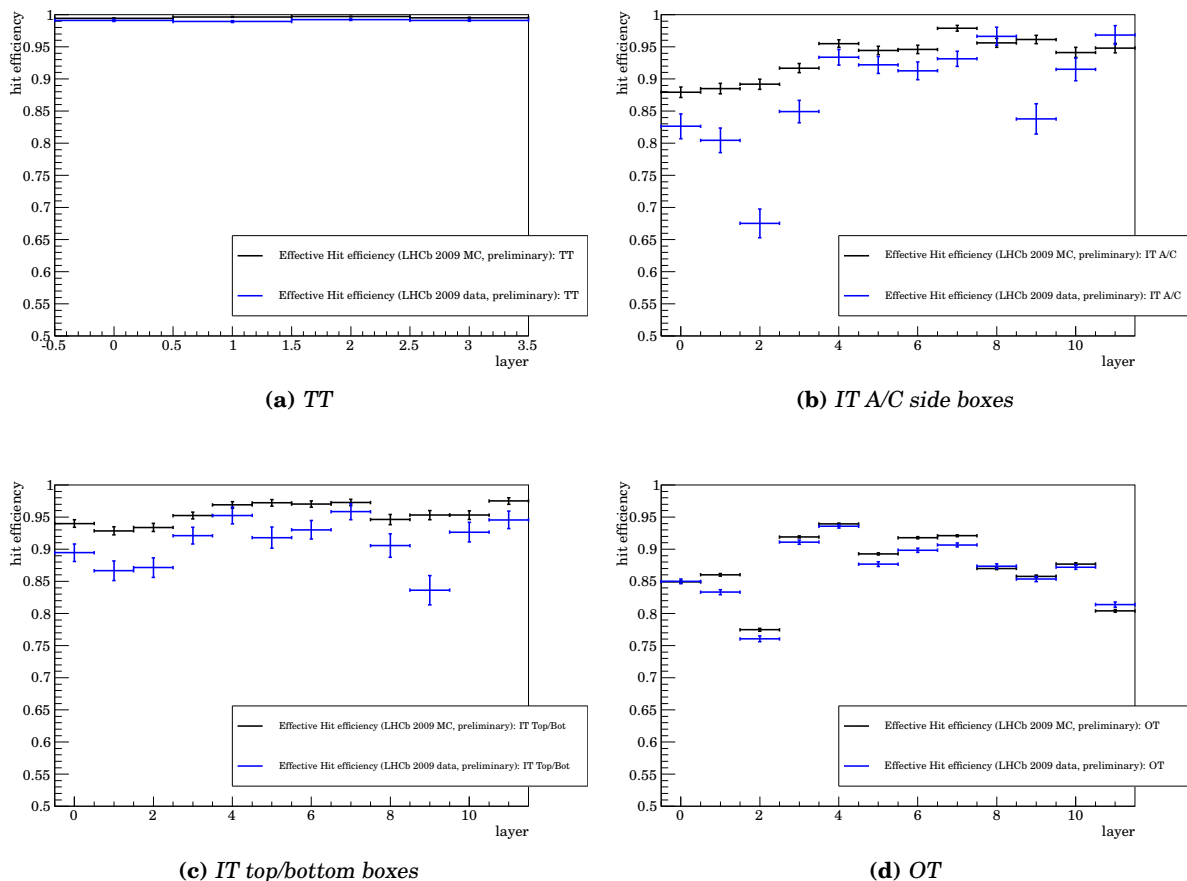 hit efficiency
1
0.95
0.9
0.85
0.8
0.75
0.7
0.65
0.6
0.55
0.5
Effective Hit efficiency (LHCb 2009 MC, preliminary): TT
Effective Hit efficiency (LHCb 2009 data, preliminary): TT
-0.5 0 0.5 1 1.5 2 2.5 3 3.5
layer
(a) TT
hit efficiency
1
0.95
0.9
0.85
0.8
0.75
0.7
0.65
0.6
0.55
0.5
Effective Hit efficiency (LHCb 2009 MC, preliminary): IT A/C
Effective Hit efficiency (LHCb 2009 data, preliminary): IT A/C
0 2 4 6 8 10
layer
(b) IT A/C side boxes
hit efficiency
1
0.95
0.9
0.85
0.8
0.75
0.7
0.65
0.6
0.55
0.5
Effective Hit efficiency (LHCb 2009 MC, preliminary): IT Top/Bot
Effective Hit efficiency (LHCb 2009 data, preliminary): IT Top/Bot
0 2 4 6 8 10
layer
(c) IT top/bottom boxes
hit efficiency
1
0.95
0.9
0.85
0.8
0.75
0.7
0.65
0.6
0.55
0.5
Effective Hit efficiency (LHCb 2009 MC, preliminary): OT
Effective Hit efficiency (LHCb 2009 data, preliminary): OT
0 2 4 6 8 10
layer
(d) OT